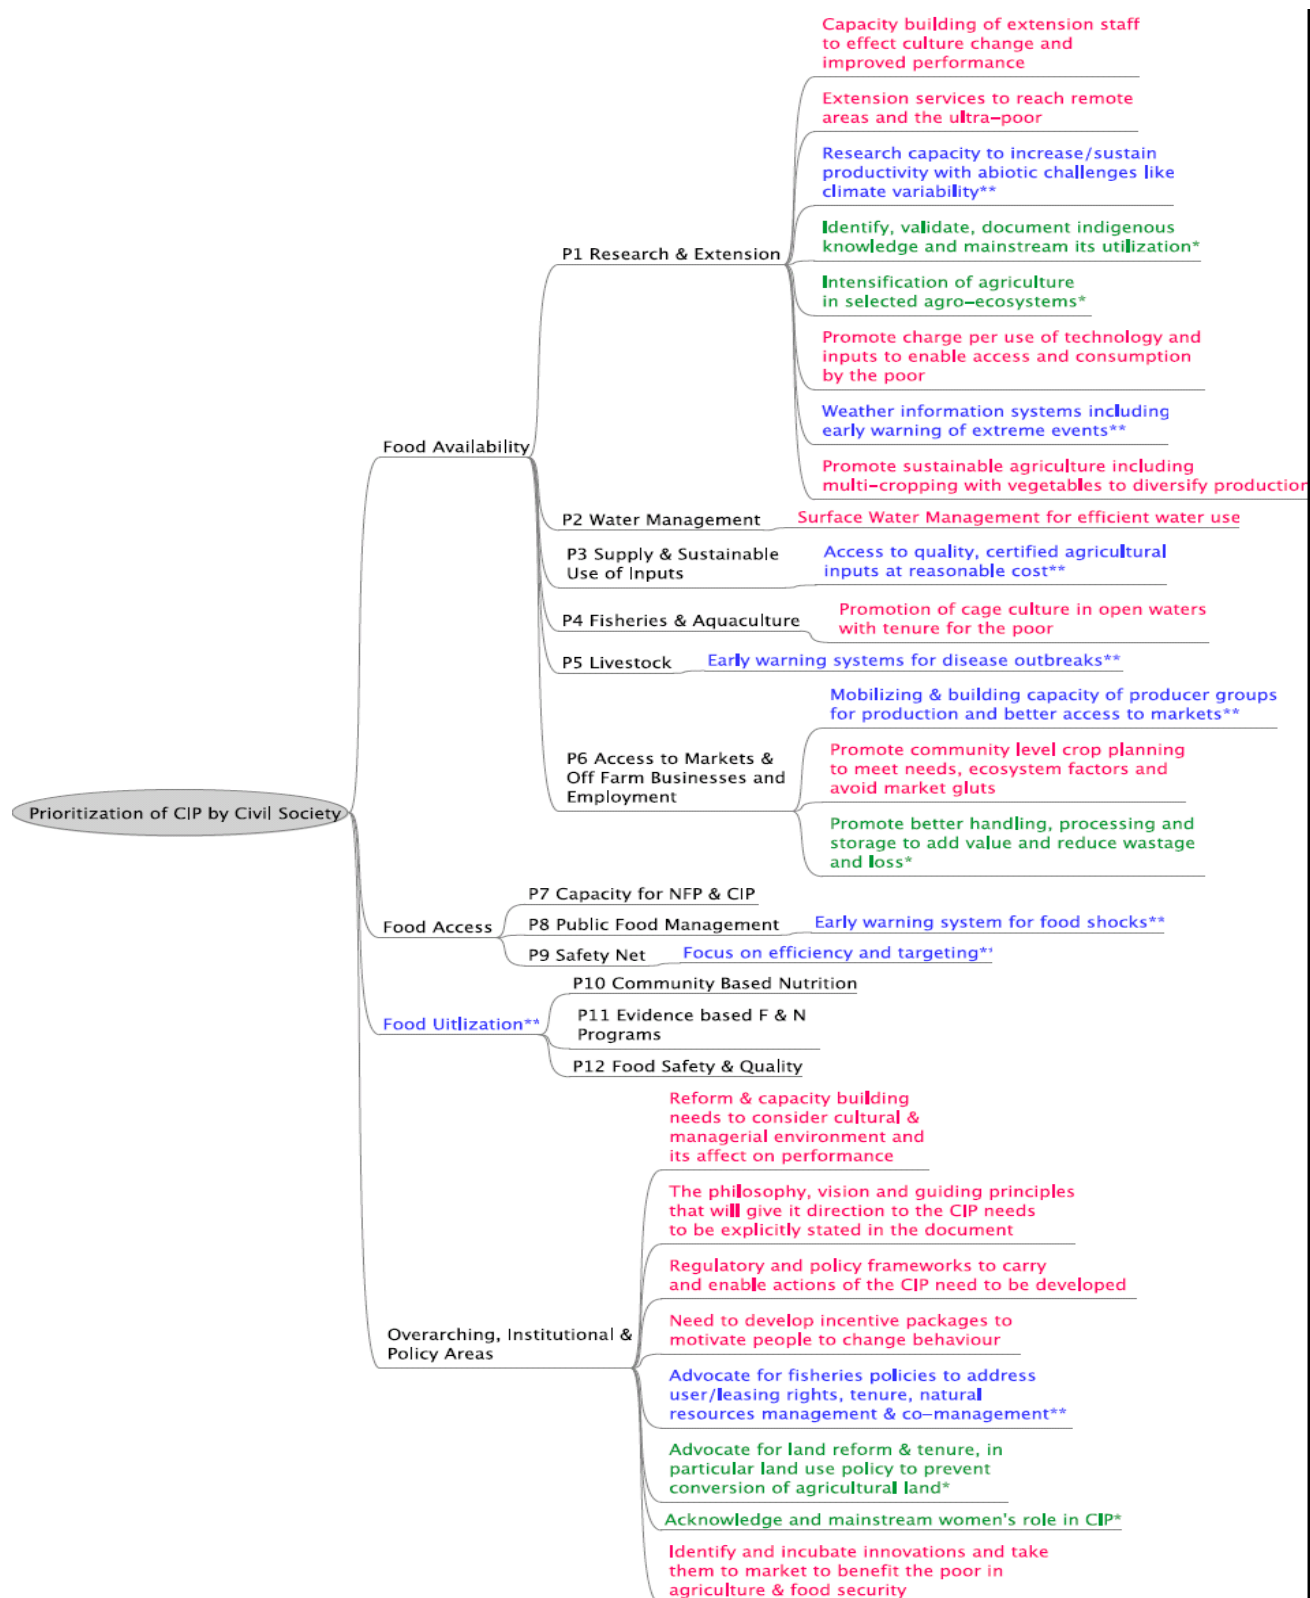 Capacity building of extension staff
to effect culture change and
improved performance
Extension services to reach remote
areas and the ultra-poor
Research capacity to increase/sustain
productivity with abiotic challenges like
climate variability**
Identify, validate, document indigenous
knowledge and mainstream its utilization*
P1 Research & Extension
Intensification of agriculture
in selected agro-ecosystems*
Promote charge per use of technology and
inputs to enable access and consumption
by the poor
Weather information systems including
early warning of extreme events**
Food Availability
Promote sustainable agriculture including
multi-cropping with vegetables to diversify production
P2 Water Management
Surface Water Management for efficient water use
P3 Supply & Sustainable
Use of Inputs
Access to quality, certified agricultural
inputs at reasonable cost**
P4 Fisheries & Aquaculture
Promotion of cage culture in open waters
with tenure for the poor
P5 Livestock
Early warning systems for disease outbreaks**
Mobilizing & building capacity of producer groups
for production and better access to markets**
P6 Access to Markets &
Off Farm Businesses and
Employment
Promote community level crop planning
to meet needs, ecosystem factors and
avoid market gluts
Promote better handling, processing and
storage to add value and reduce wastage
and loss*
Prioritization of CIP by Civil Society
Food Access
P7 Capacity for NFP & CIP
P8 Public Food Management
Early warning system for food shocks**
P9 Safety Net
Focus on efficiency and targeting*'
Food Uitlization**
P10 Community Based Nutrition
P11 Evidence based F & N
Programs
P12 Food Safety & Quality
Reform & capacity building
needs to consider cultural &
managerial environment and
its affect on performance
The philosophy, vision and guiding principles
that will give it direction to the CIP needs
to be explicitly stated in the document
Regulatory and policy frameworks to carry
and enable actions of the CIP need to be developed
Overarching, Institutional &
Policy Areas
Need to develop incentive packages to
motivate people to change behaviour
Advocate for fisheries policies to address
user/leasing rights, tenure, natural
resources management & co-management**
Advocate for land reform & tenure, in
particular land use policy to prevent
conversion of agricultural land*
Acknowledge and mainstream women's role in CIP*
Identify and incubate innovations and take
them to market to benefit the poor in
agriculture & food security